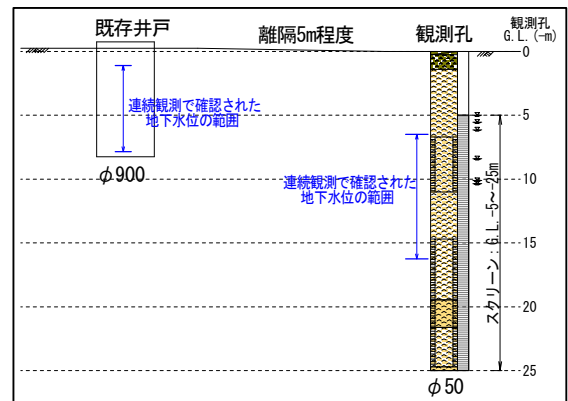 既存井戸
離隔5m程度
観測孔
観測孔
G.L.(-m)
0
連続観測で確認された
地下水位の範囲
5
φ900
連続観測で確認された
地下水位の範囲
10
15
スクリーン:G.L.-5~-25m
20
25
φ50